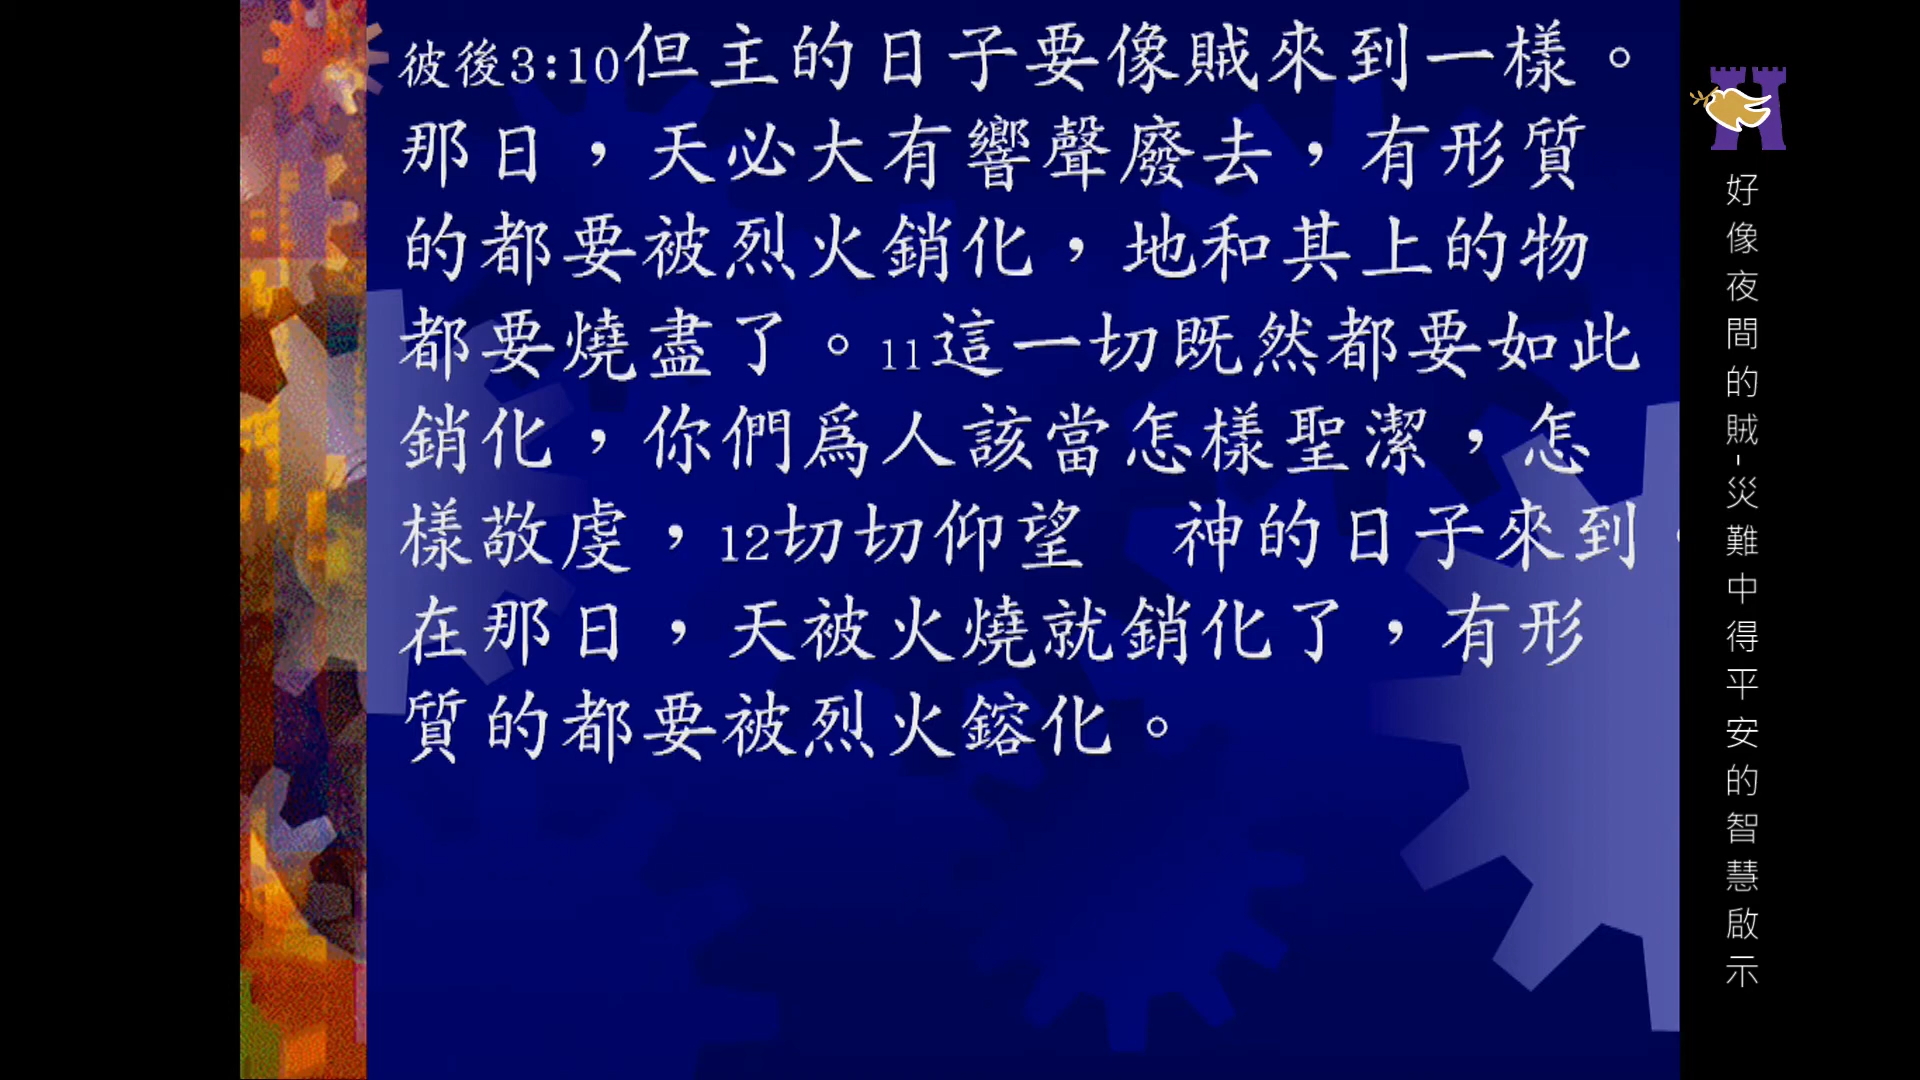 彼後3:10但主的日子要像賊來到一樣。
那日，天必大有響聲廢去，有形質
的都要被烈火銷化，地和其上的物
都要燒盡了。11這一切既然都要如此
銷化，你們爲人該當怎樣聖潔，怎
樣敬虔，12切切仰望　神的日子來到。
在那日，天被火燒就銷化了，有形
質的都要被烈火鎔化。
好像夜間的賊-災難中得平安的智慧啟示